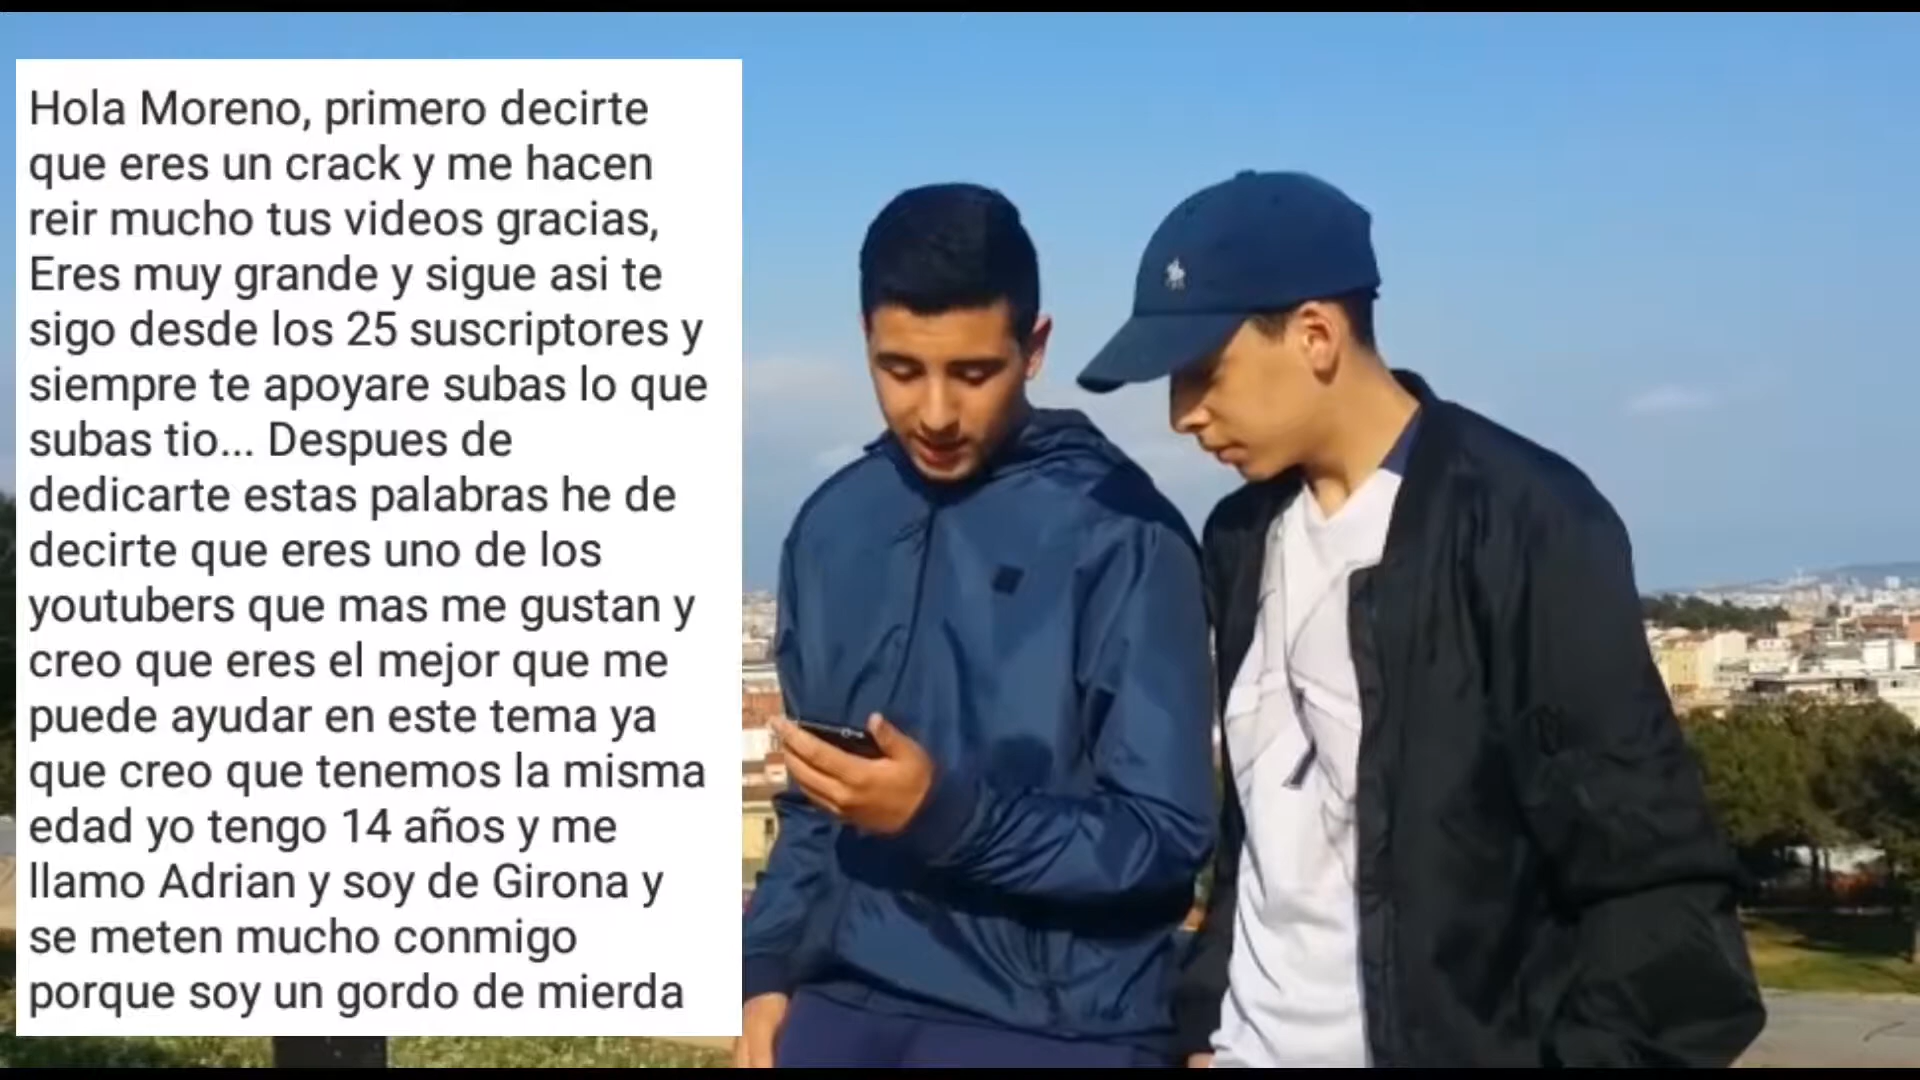 Hola Moreno, primero decirte
que eres un crack y me hacen
reir mucho tus videos gracias,
Eres muy grande y sigue asi te
sigo desde los 25 suscriptores y
siempre te apoyare subas lo que
subas tio... Despues de
dedicarte estas palabras he de
decirte que eres uno de los
youtubers que mas me gustan y
creo que eres el mejor que me
puede ayudar en este tema ya
que creo que tenemos la misma
edad yo tengo 14 años y me
llamo Adrian y soy de Girona y
se meten mucho conmigo
porque soy un gordo de mierda